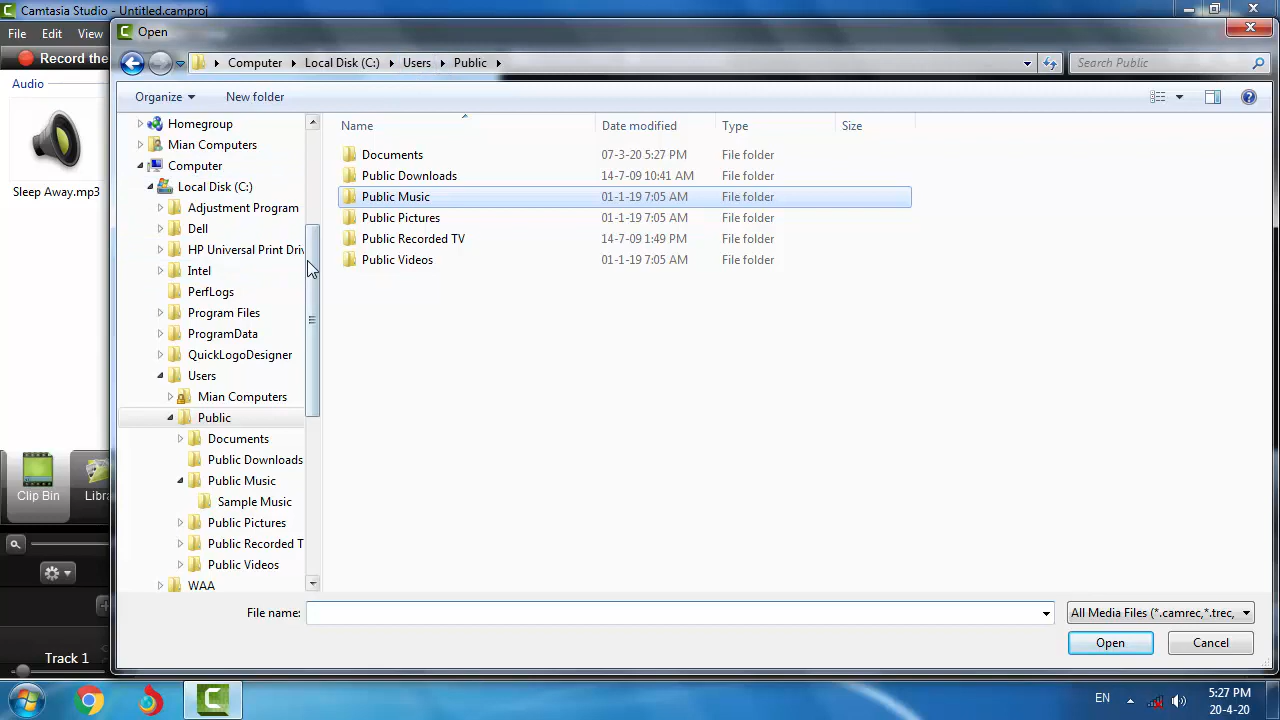 Camtasia Studio - Untitled.camproj
File Edit View
Open
Record the
Computer Local Disk (C:) Users Public
Search Public
Audio
Organize New folder
Sleep Away.mp3
Homegroup
Mian Computers
Computer
Local Disk (C:)
Adjustment Program
Dell
HP Universal Print Driv
Intel
PerfLogs
Program Files
ProgramData
QuickLogoDesigner
Users
Mian Computers
Public
Documents
Public Downloads
Public Music
Sample Music
Public Pictures
Public Recorded T
Public Videos
WAA
Name Date modified Type Size
Documents 07-3-20 5:27 PM File folder
Public Downloads 14-7-09 10:41 AM File folder
Public Music 01-1-19 7:05 AM File folder
Public Pictures 01-1-19 7:05 AM File folder
Public Recorded TV 14-7-09 1:49 PM File folder
Public Videos 01-1-19 7:05 AM File folder
Clip Bin
Libra
File name:
All Media Files (*.camrec,*.trec,
Open Cancel
Track 1
EN
5:27 PM
20-4-20